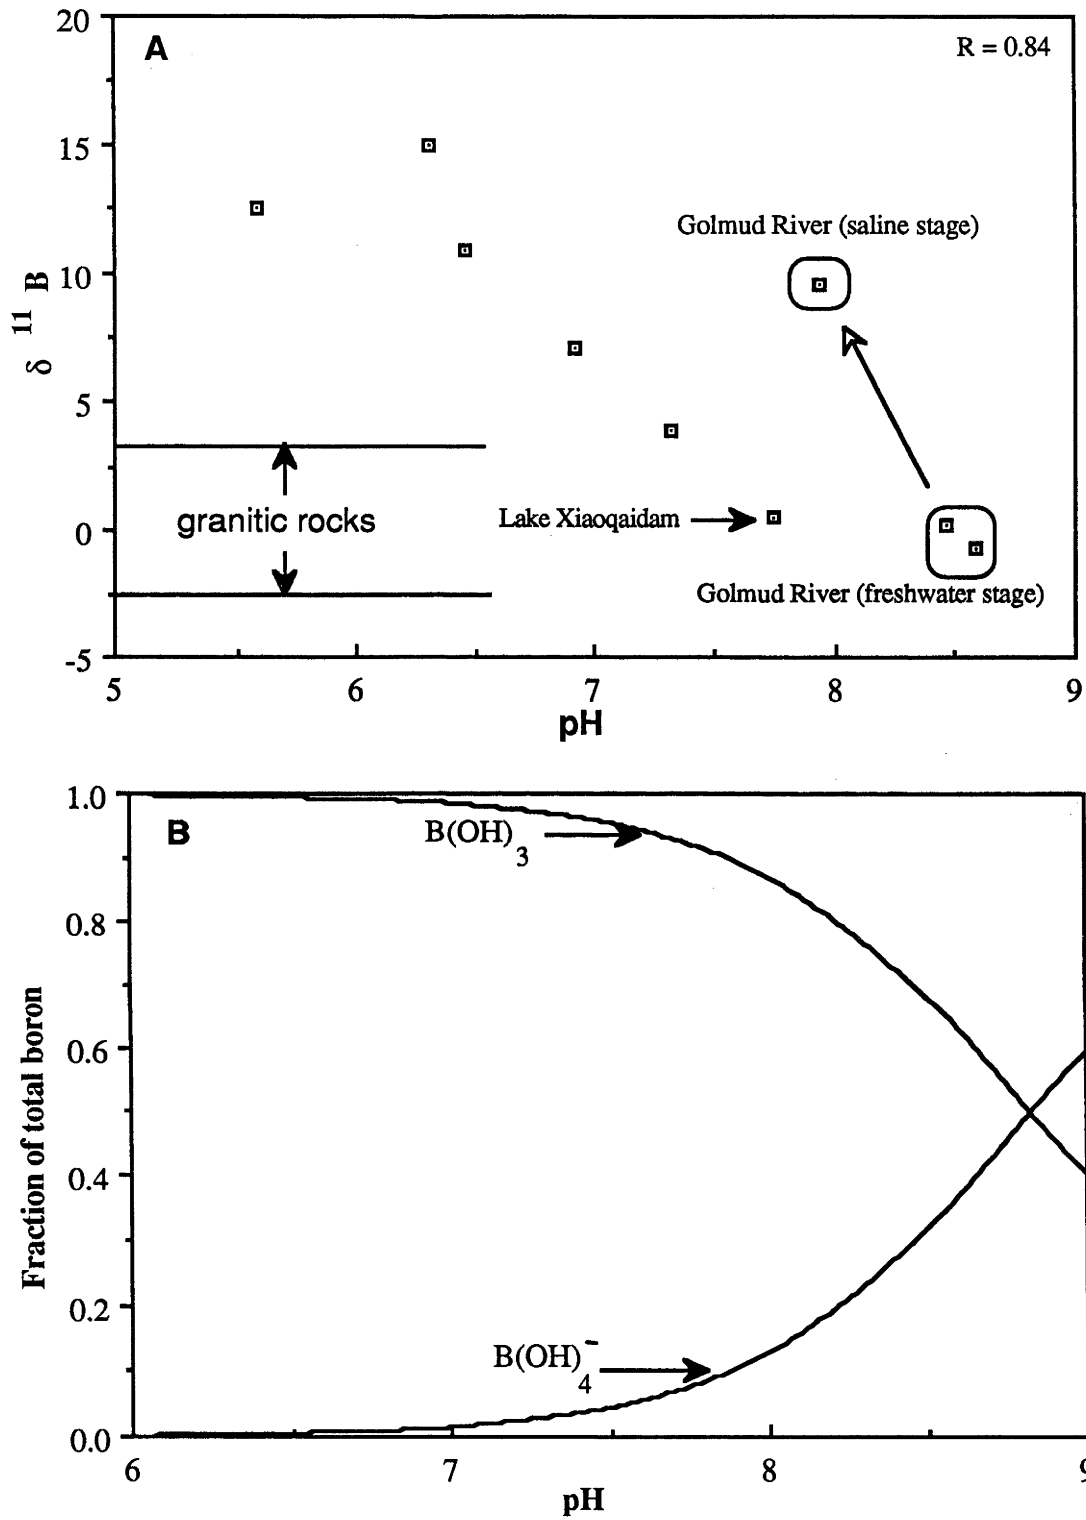 20
A
R = 0.84
15
Golmud River (saline stage)
10
δ ¹¹ B
5
granitic rocks
Lake Xiaoqaidam
0
Golmud River (freshwater stage)
-5
5 6 7 8 9
pH
1.0
B
B(OH)₃
0.8
Fraction of total boron
0.6
0.4
0.2
B(OH)₄⁻
0.0
6 7 8 9
pH